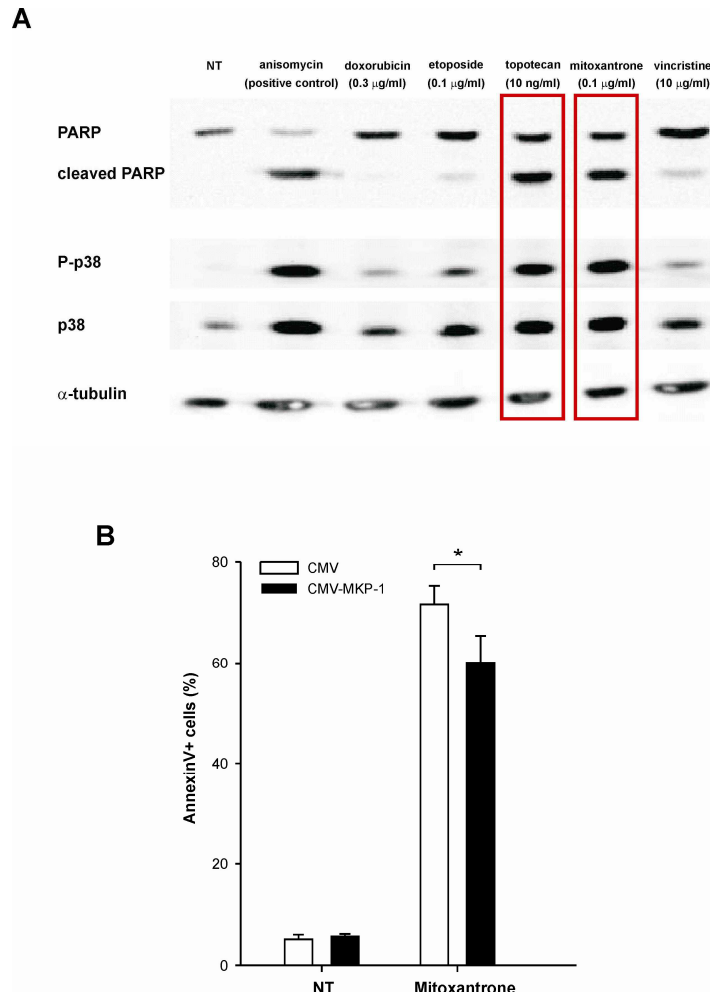 A
NT anisomycin (positive control) doxorubicin (0.3 µg/ml) etoposide (0.1 µg/ml) topotecan (10 ng/ml) mitoxantrone (0.1 µg/ml) vincristine (10 µg/ml)
PARP
cleaved PARP
P-p38
p38
α-tubulin
B
CMV
CMV-MKP-1
*
AnnexinV+ cells (%)
80
60
40
20
0
NT Mitoxantrone